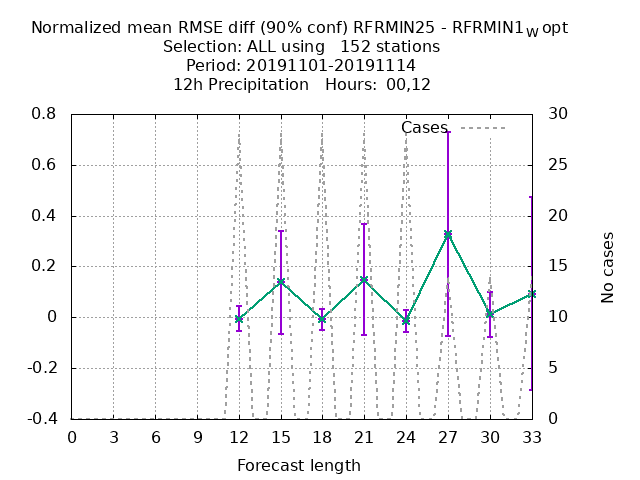 Normalized mean RMSE diff (90% conf) RFRMIN25 - RFRMIN1W opt
Selection: ALL using 152 stations
Period: 20191101-20191114
12h Precipitation Hours: 00,12
Cases
0.8
0.6
0.4
0.2
0
-0.2
-0.4
30
25
20
15
10
5
0
No cases
0 3 6 9 12 15 18 21 24 27 30 33
Forecast length